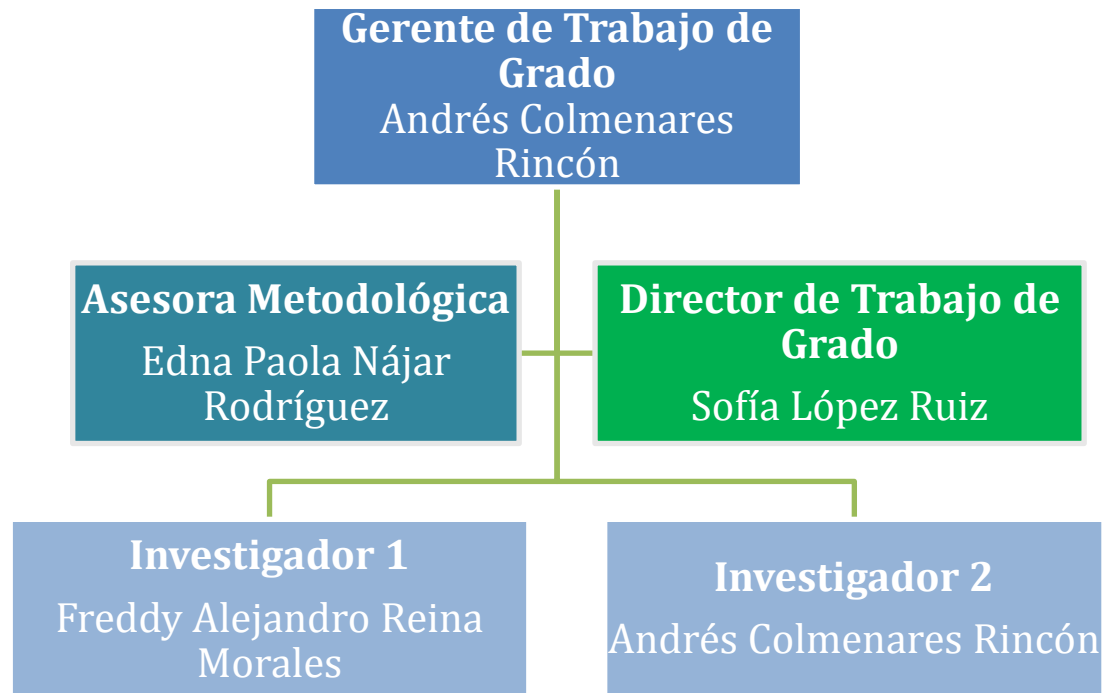 Gerente de Trabajo de
Grado
Andrés Colmenares
Rincón
Asesora Metodológica
Edna Paola Nájar
Rodríguez
Director de Trabajo de
Grado
Sofía López Ruiz
Investigador 1
Freddy Alejandro Reina
Morales
Investigador 2
Andrés Colmenares Rincón